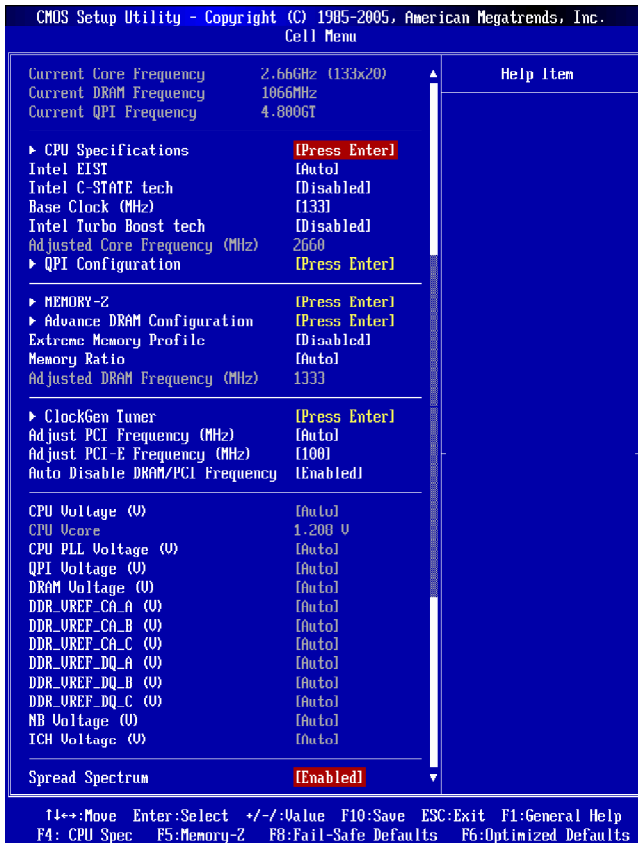 CMOS Setup Utility - Copyright (C) 1985-2005, American Megatrends, Inc.
Cell Menu
Help Item
Current Core Frequency 2.66GHz (133x20)
Current DRAM Frequency 1066MHz
Current QPI Frequency 4.800GT
▶ CPU Specifications [Press Enter]
Intel EIST [Auto]
Intel C-STATE tech [Disabled]
Base Clock (MHz) [133]
Intel Turbo Boost tech [Disabled]
Adjusted Core Frequency (MHz) 2660
▶ QPI Configuration [Press Enter]
▶ MEMORY-Z [Press Enter]
▶ Advance DRAM Configuration [Press Enter]
Extreme Memory Profile [Disabled]
Memory Ratio [Auto]
Adjusted DRAM Frequency (MHz) 1333
▶ ClockGen Tuner [Press Enter]
Adjust PCI Frequency (MHz) [Auto]
Adjust PCI-E Frequency (MHz) [100]
Auto Disable DRAM/PCI Frequency [Enabled]
CPU Voltage (V) [Auto]
CPU Vcore 1.208 V
CPU PLL Voltage (V) [Auto]
QPI Voltage (V) [Auto]
DRAM Voltage (V) [Auto]
DDR_VREF_CA_A (V) [Auto]
DDR_VREF_CA_B (V) [Auto]
DDR_VREF_CA_C (V) [Auto]
DDR_VREF_DQ_A (V) [Auto]
DDR_VREF_DQ_B (V) [Auto]
DDR_VREF_DQ_C (V) [Auto]
NB Voltage (V) [Auto]
ICH Voltage (V) [Auto]
Spread Spectrum [Enabled]
↑↓←→:Move Enter:Select +/-/:Value F10:Save ESC:Exit F1:General Help
F4: CPU Spec F5:Memory-Z F8:Fail-Safe Defaults F6:Optimized Defaults